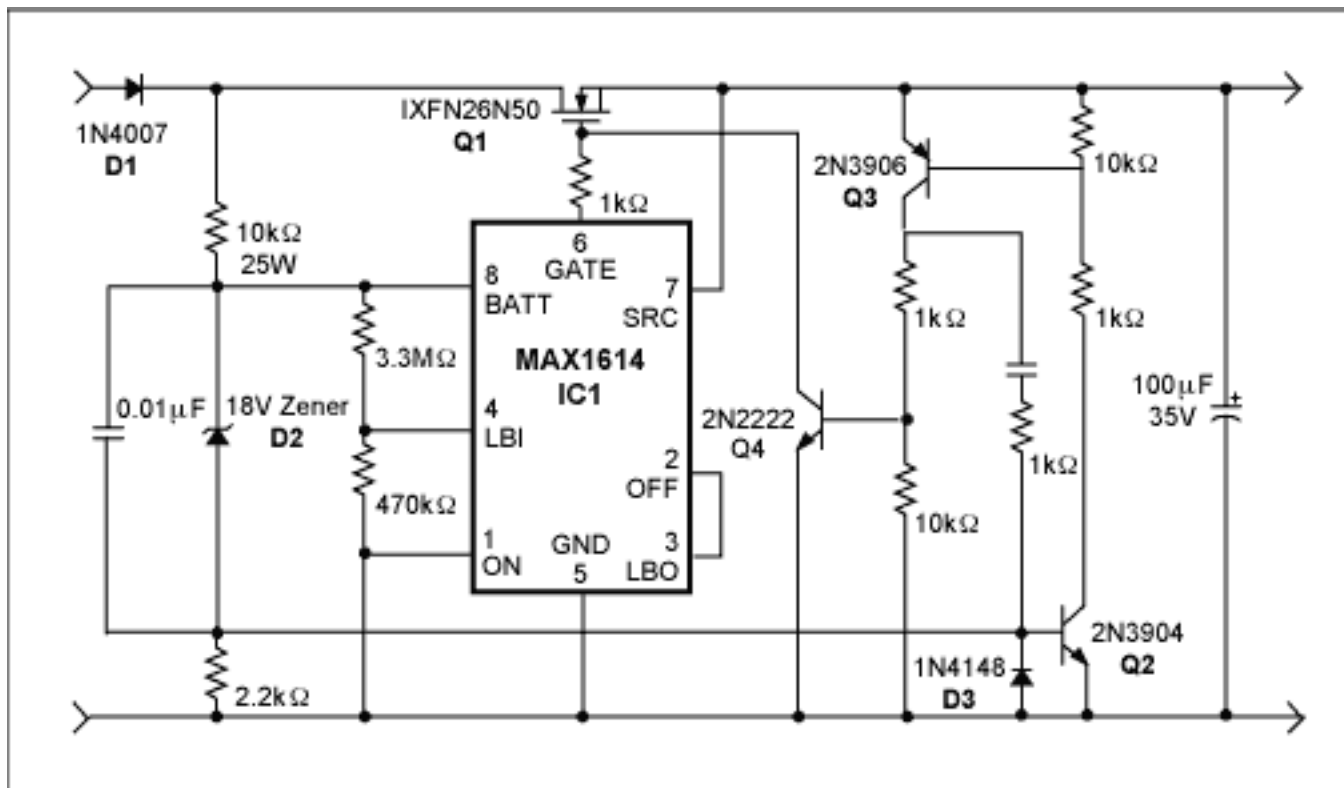 1N4007
D1
IXFN26N50
Q1
1kΩ
10kΩ
25W
2N3906
Q3
10kΩ
6
GATE
8
BATT
7
SRC
MAX1614
IC1
3.3MΩ
4
LBI
470kΩ
1
ON
GND
5
2
OFF
3
LBO
0.01μF
18V Zener
D2
2.2kΩ
2N2222
Q4
1kΩ
1kΩ
1kΩ
10kΩ
100μF
35V
+
1N4148
D3
2N3904
Q2